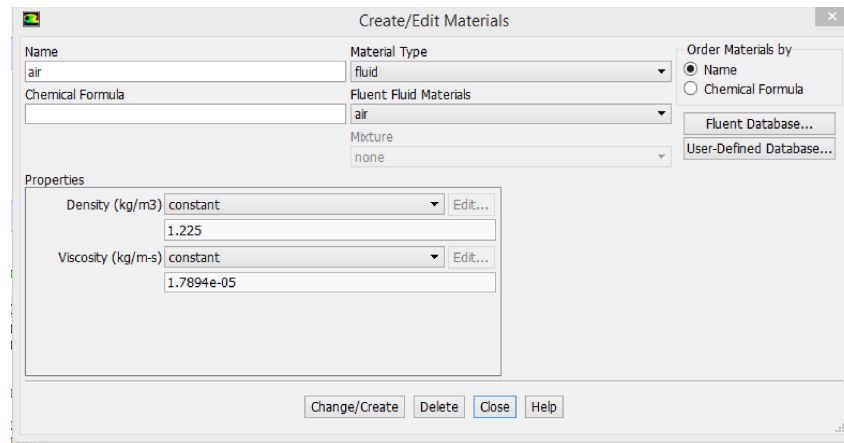 Create/Edit Materials
Name
air
Chemical Formula
Material Type
fluid
Fluent Fluid Materials
air
Mixture
none
Order Materials by
Name
Chemical Formula
Fluent Database...
User-Defined Database...
Properties
Density (kg/m3) constant Edit...
1.225
Viscosity (kg/m-s) constant Edit...
1.7894e-05
Change/Create Delete Close Help